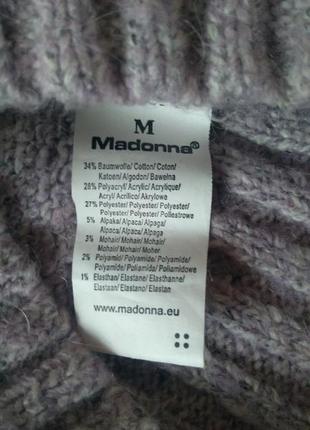 M
Madonna®
34% Baumwolle/ Cotton/ Coton/
Katoen/ Algodon/ Bawełna
28% Polyacryl/ Acrylic/ Acrylique/
Acryl/ Acrilico/ Akrylowe
27% Polyester/ Polyester/ Polyester/
Polyester/ Poliester/ Poliestrowe
5% Alpaka/ Alpaca/ Alpaga/
Alpaca/ Alpaca/ Alpaga
3% Mohair/ Mohair/ Mohair/
Mohair/ Mohair/ Moher
2% Polyamid/ Polyamide/ Polyamide/
Polyamide/ Poliamida/ Poliamidowe
1% Elasthan/ Elastane/ Elasthanne/
Elastaan/ Elastano/ Elastan
www.madonna.eu